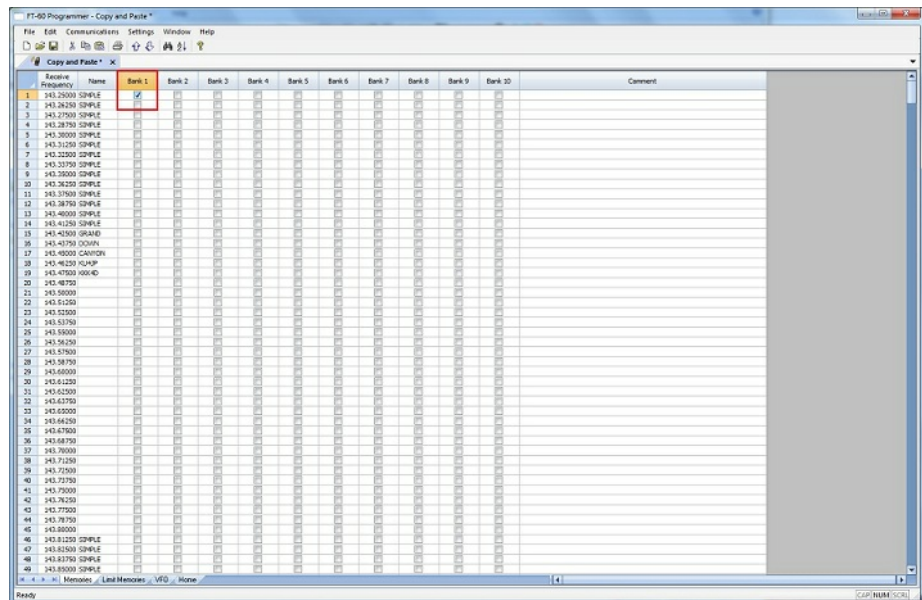 FT-60 Programmer - Copy and Paste *
File Edit Communications Settings Window Help
Copy and Paste * X
Receive Frequency Name Bank 1 Bank 2 Bank 3 Bank 4 Bank 5 Bank 6 Bank 7 Bank 8 Bank 9 Bank 10 Comment
1 143.25000 SIMPLE
2 143.26250 SIMPLE
3 143.27500 SIMPLE
4 143.28750 SIMPLE
5 143.30000 SIMPLE
6 143.31250 SIMPLE
7 143.32500 SIMPLE
8 143.33750 SIMPLE
9 143.35000 SIMPLE
10 143.36250 SIMPLE
11 143.37500 SIMPLE
12 143.38750 SIMPLE
13 143.40000 SIMPLE
14 143.41250 SIMPLE
15 143.42500 GRAND
16 143.43750 DOWN
17 143.45000 CANYON
18 143.46250
19 143.47500
20 143.48750
21 143.50000
22 143.51250
23 143.52500
24 143.53750
25 143.55000
26 143.56250
27 143.57500
28 143.58750
29 143.60000
30 143.61250
31 143.62500
32 143.63750
33 143.65000
34 143.66250
35 143.67500
36 143.68750
37 143.70000
38 143.71250
39 143.72500
40 143.73750
41 143.75000
42 143.76250
43 143.77500
44 143.78750
45 143.80000
46 143.81250 SIMPLE
47 143.82500 SIMPLE
48 143.83750 SIMPLE
49 143.85000 SIMPLE
Memories Limit Memories VFO Home
Ready CAP NUM SCRL